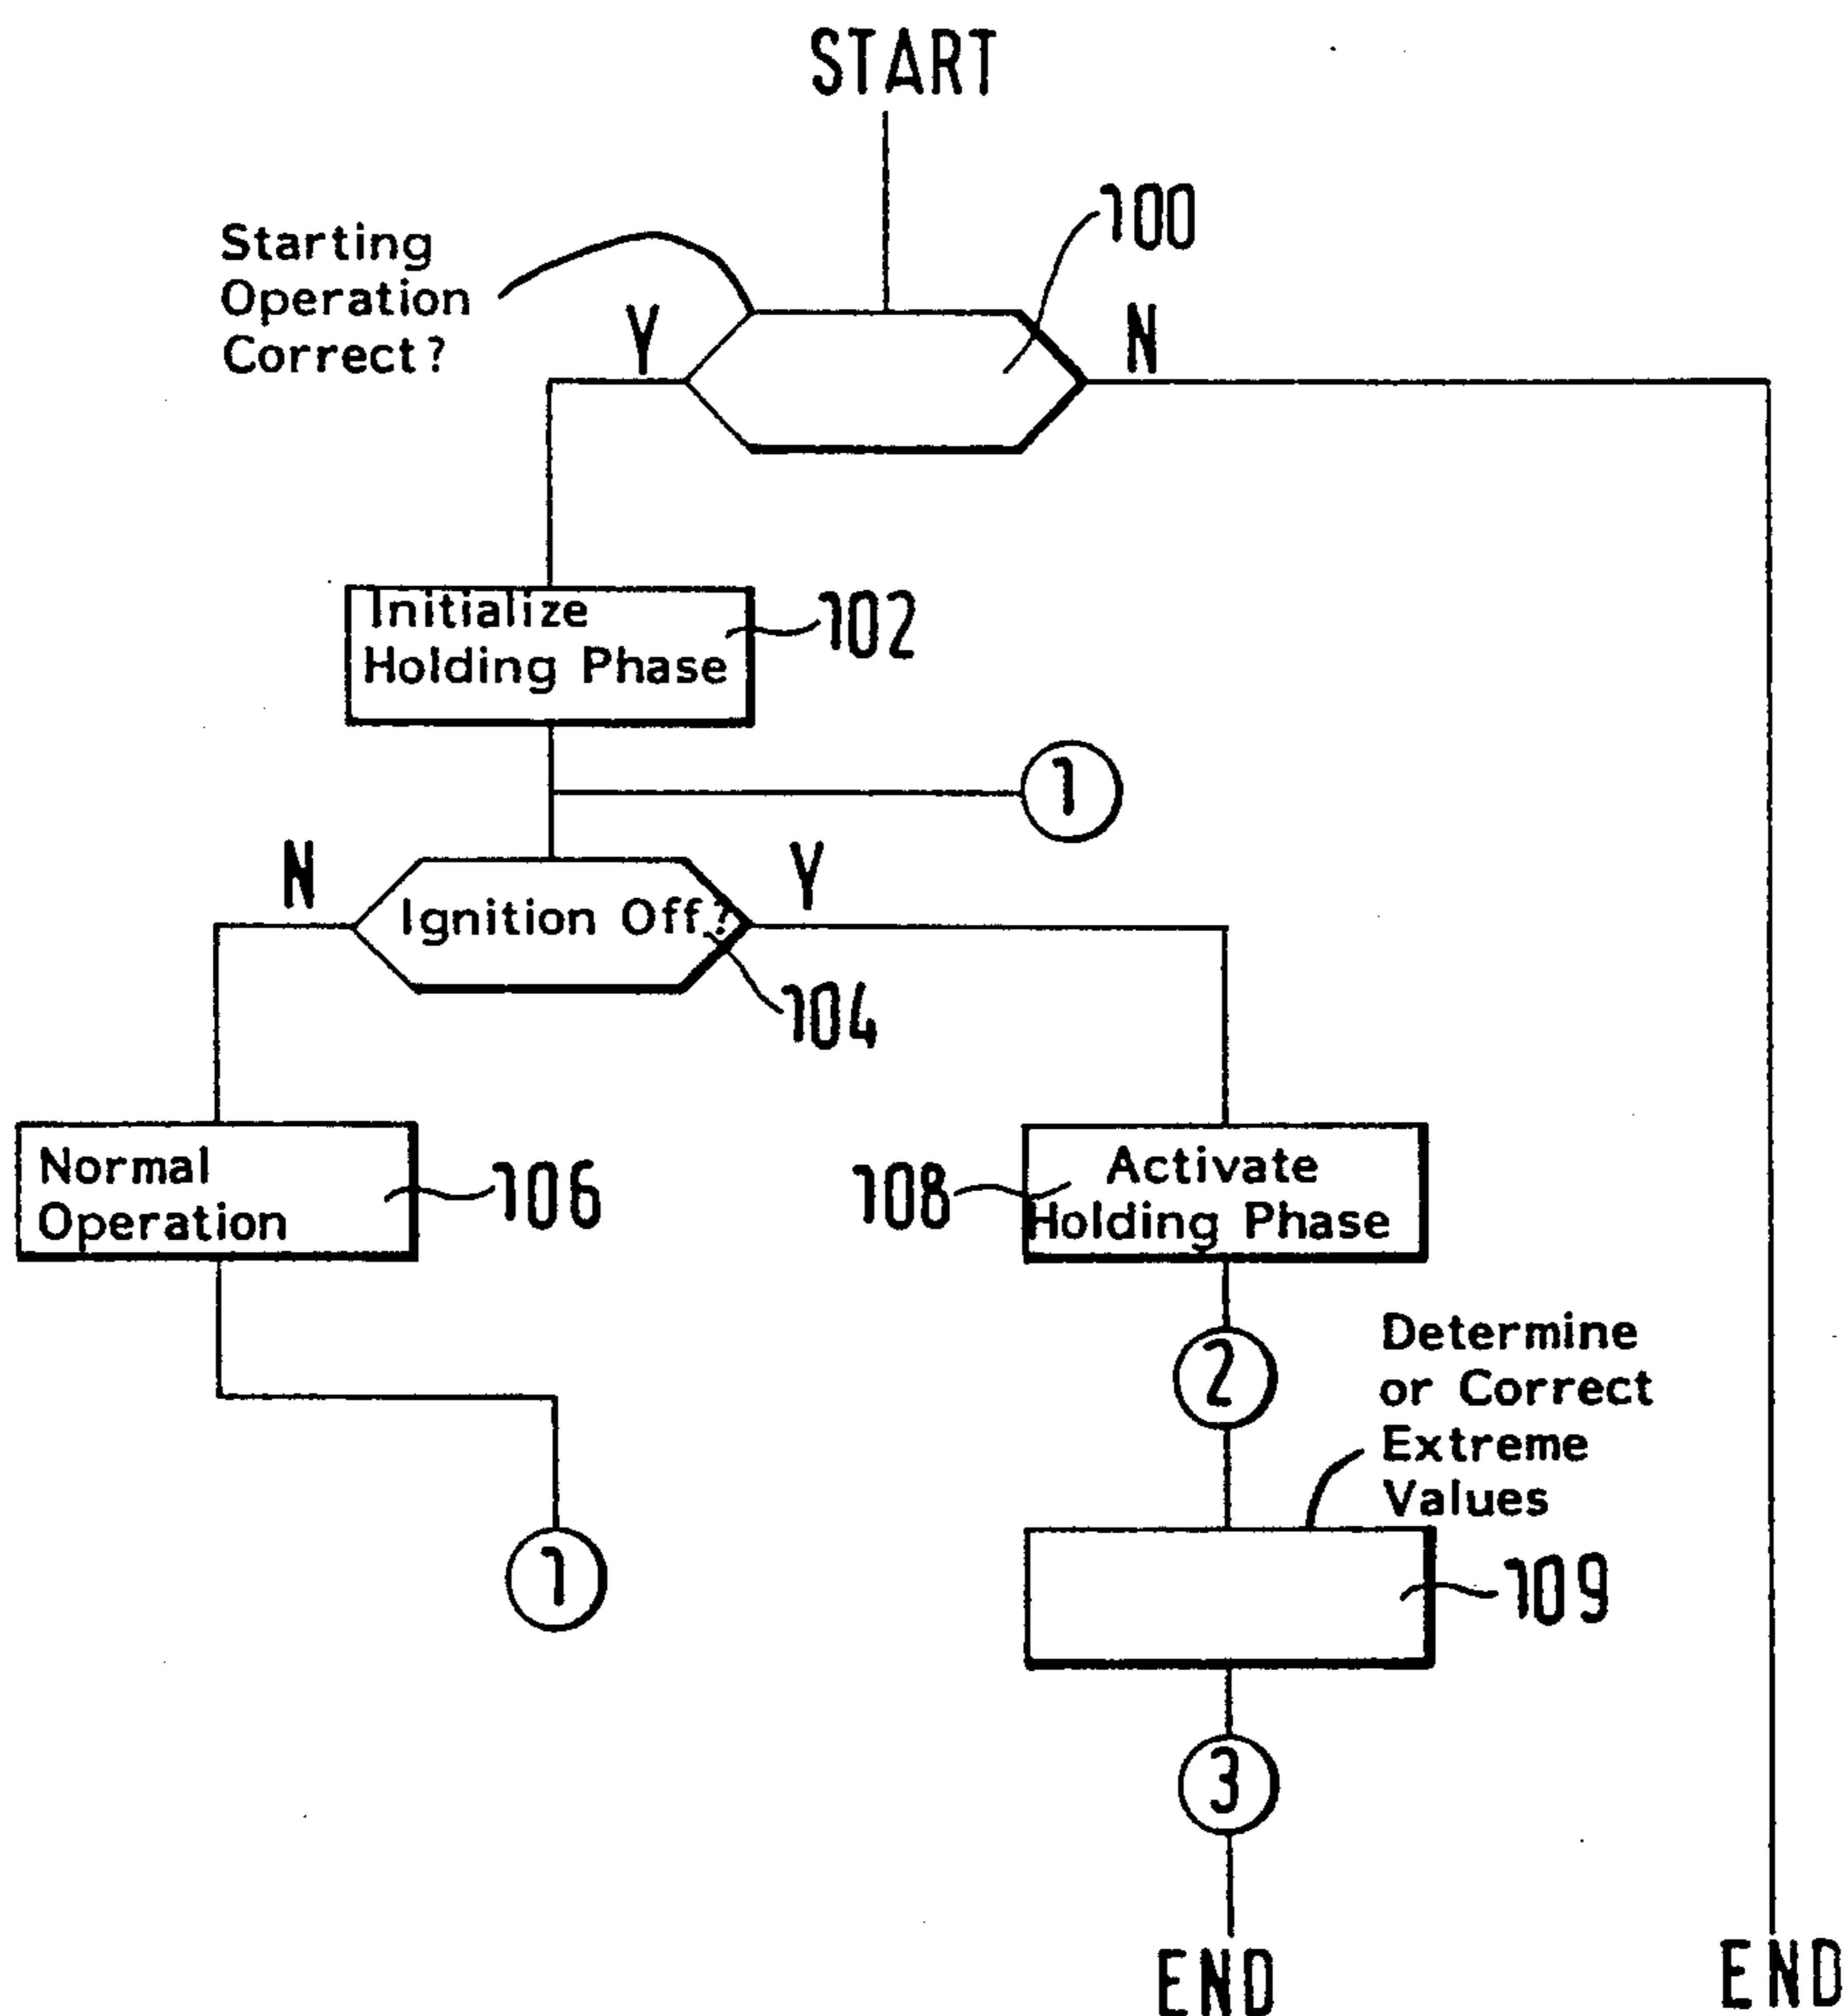 START
100
Starting
Operation
Correct?
Y
N
Initialize
Holding Phase
102
1
N
Y
Ignition Off?
104
Normal
Operation
106
108
Activate
Holding Phase
2
Determine
or Correct
Extreme
Values
1
109
3
END
END